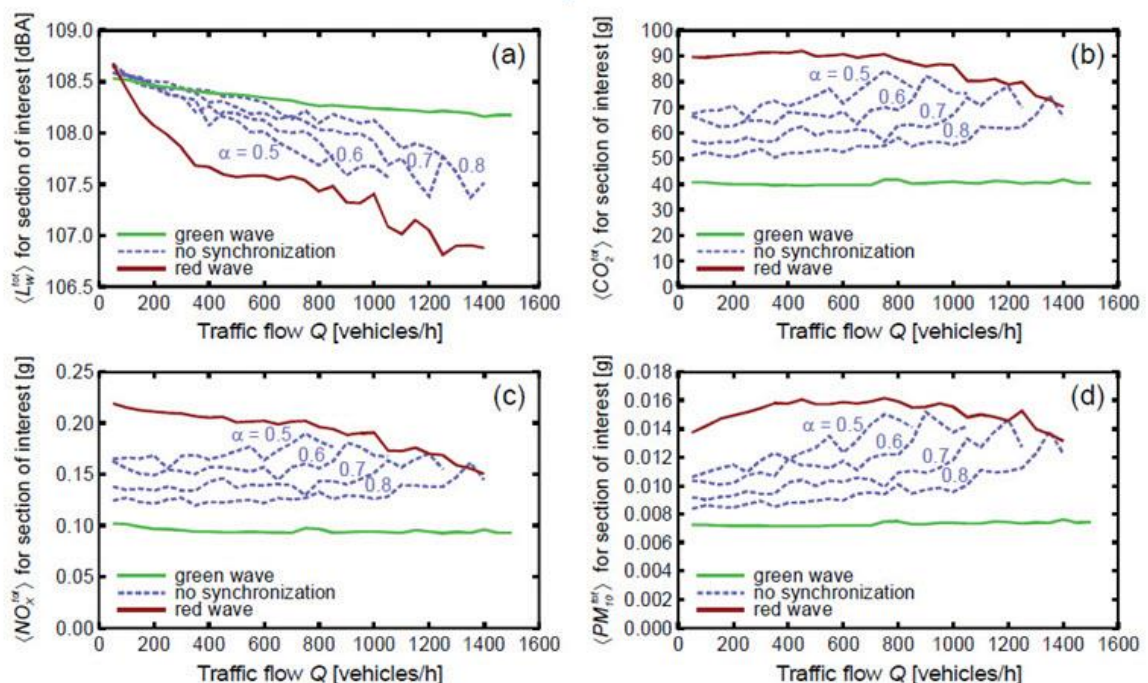 (a)
⟨L_W^tot⟩ for section of interest [dBA]
109.0
108.5
108.0
107.5
107.0
106.5
α = 0.5
0.6
0.7
0.8
green wave
no synchronization
red wave
0 200 400 600 800 1000 1200 1400 1600
Traffic flow Q [vehicles/h]
(b)
⟨CO_2^tot⟩ for section of interest [g]
100
90
80
70
60
50
40
30
20
10
0
α = 0.5
0.6
0.7
0.8
green wave
no synchronization
red wave
0 200 400 600 800 1000 1200 1400 1600
Traffic flow Q [vehicles/h]
(c)
⟨NO_X^tot⟩ for section of interest [g]
0.25
0.20
0.15
0.10
0.05
0.00
α = 0.5
0.6
0.7
0.8
green wave
no synchronization
red wave
0 200 400 600 800 1000 1200 1400 1600
Traffic flow Q [vehicles/h]
(d)
⟨PM_10^tot⟩ for section of interest [g]
0.018
0.016
0.014
0.012
0.010
0.008
0.006
0.004
0.002
0.000
α = 0.5
0.6
0.7
0.8
green wave
no synchronization
red wave
0 200 400 600 800 1000 1200 1400 1600
Traffic flow Q [vehicles/h]